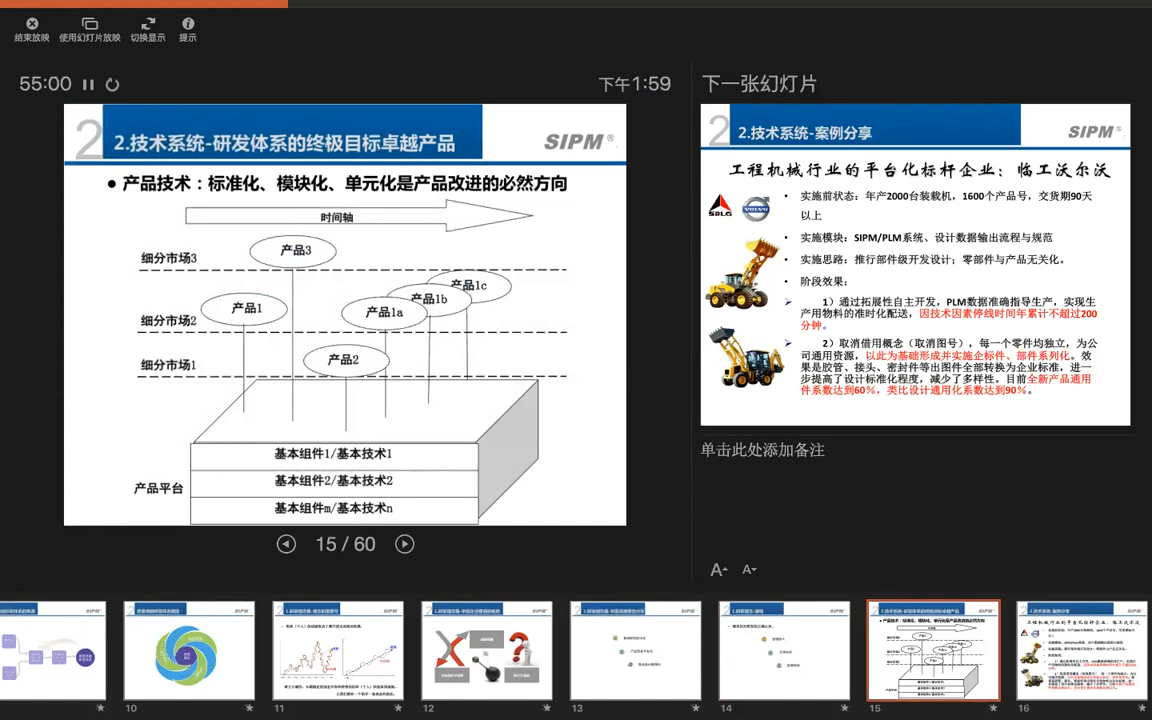 结束放映 使用幻灯片放映 切换显示 提示
55:00
下午1:59
2
2.技术系统-研发体系的终极目标卓越产品
SIPM®
● 产品技术：标准化、模块化、单元化是产品改进的必然方向
时间轴
细分市场3
产品3
产品1c
产品1b
产品1
产品1a
细分市场2
产品2
细分市场1
基本组件1/基本技术1
产品平台
基本组件2/基本技术2
基本组件m/基本技术n
15 / 60
下一张幻灯片
2
2.技术系统-案例分享
SIPM®
工程机械行业的平台化标杆企业：临工沃尔沃
SDLG VOLVO
• 实施前状态：年产2000台装载机，1600个产品号，交货期90天
以上
• 实施模块：SIPM/PLM系统、设计数据输出流程与规范
• 实施思路：推行部件级开发设计；零部件与产品无关化。
• 阶段效果：
1）通过拓展性自主开发，PLM数据准确指导生产，实现生
产用物料的准时化配送，因技术因素停线时间年累计不超过200
分钟。
2）取消借用概念（取消图号），每一个零件均独立，为公
司通用资源，以此为基础形成并实施企标件、部件系列化。效
果是胶管、接头、密封件等出图件全部转换为企业标准，进一
步提高了设计标准化程度，减少了多样性。目前全新产品通用
件系数达到60%，类比设计通用化系数达到90%。
单击此处添加备注
A A
10
11
12
13
14
15
16